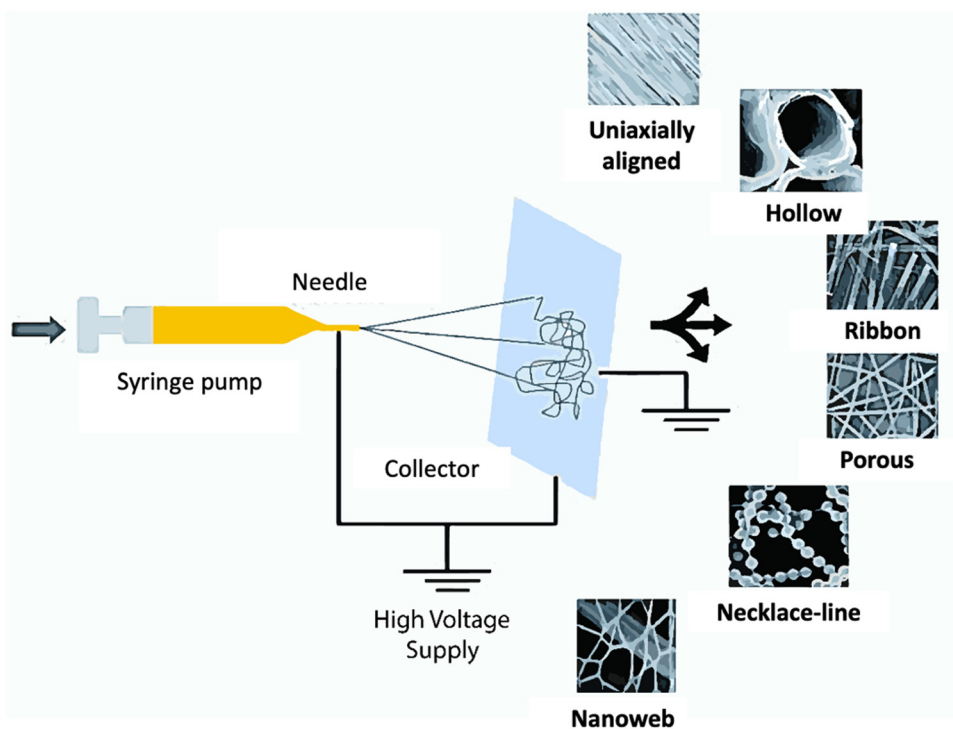 Uniaxially
aligned
Hollow
Needle
Ribbon
Syringe pump
Porous
Collector
Necklace-line
High Voltage
Supply
Nanoweb